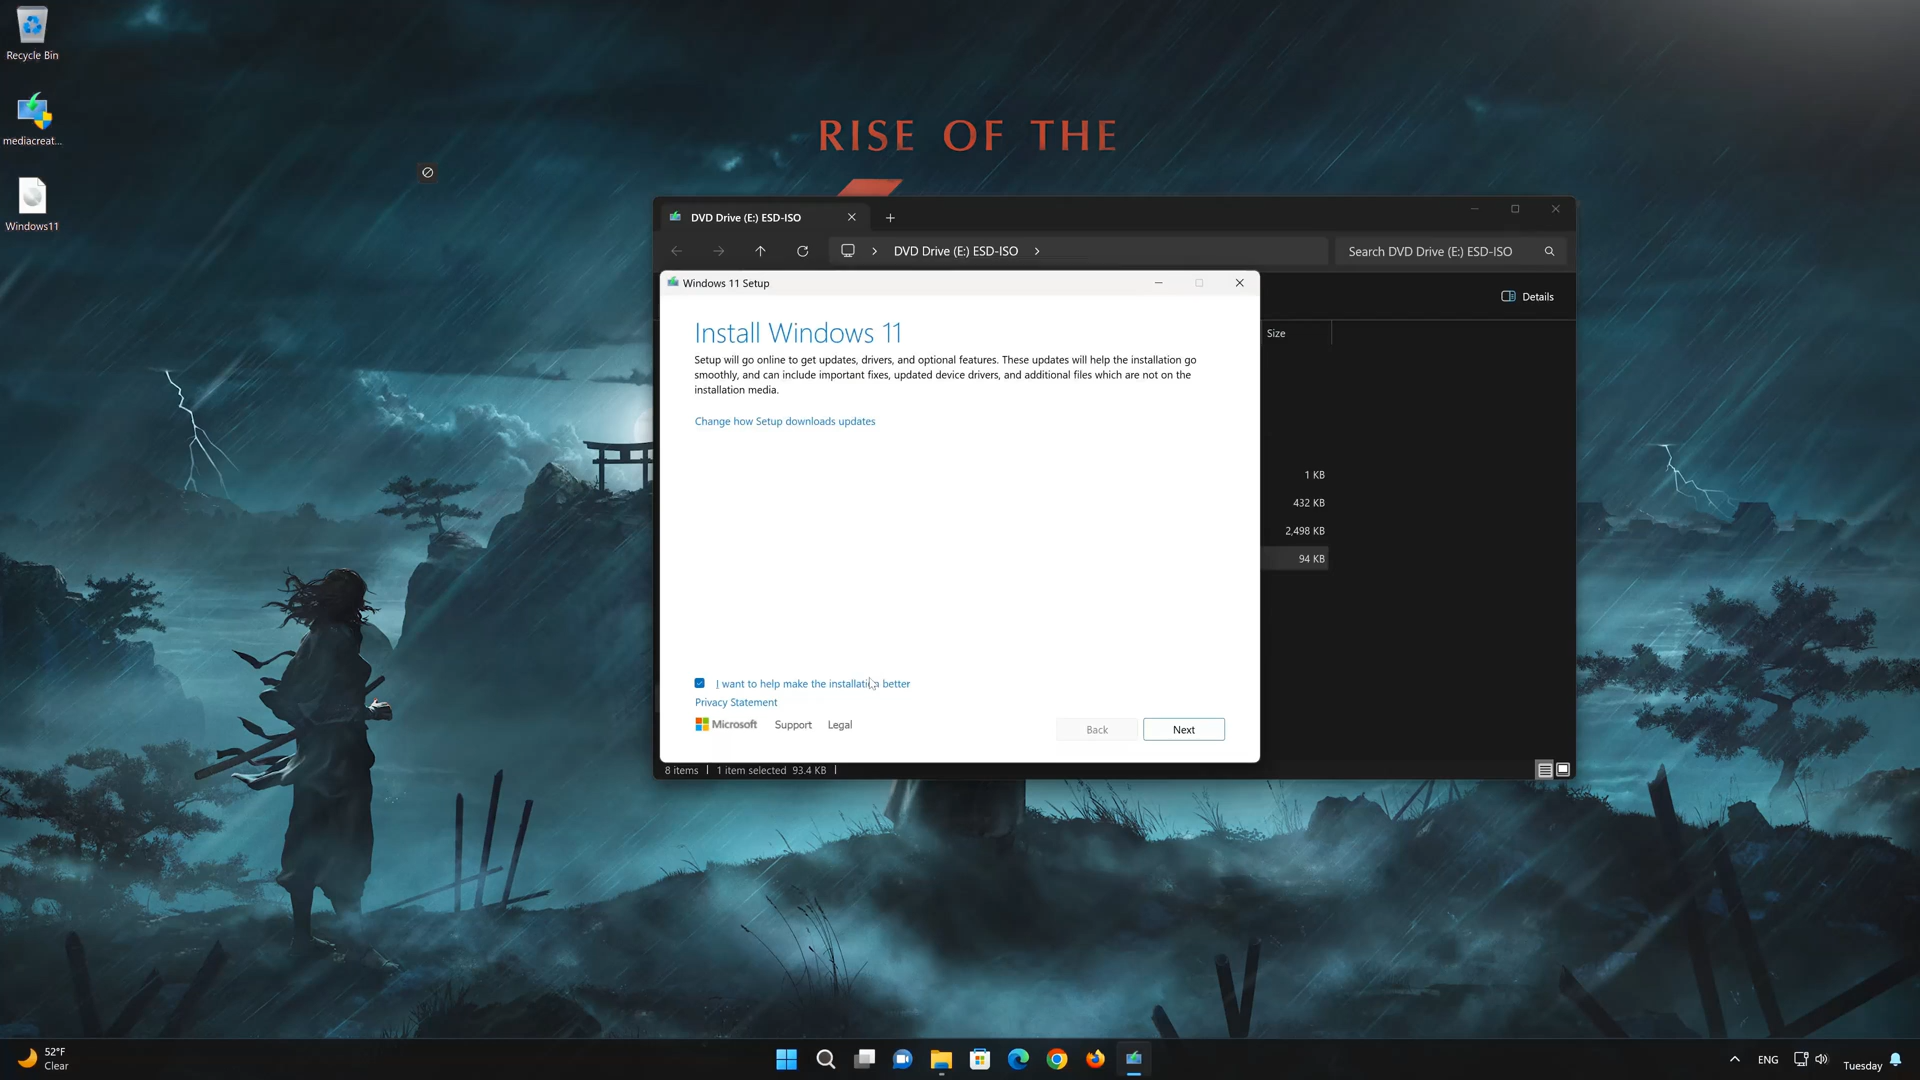 Recycle Bin
mediacreat...
Windows11
RISE OF THE
DVD Drive (E:) ESD-ISO
DVD Drive (E:) ESD-ISO
Search DVD Drive (E:) ESD-ISO
Details
Size
1 KB
432 KB
2,498 KB
94 KB
Windows 11 Setup
Install Windows 11
Setup will go online to get updates, drivers, and optional features. These updates will help the installation go
smoothly, and can include important fixes, updated device drivers, and additional files which are not on the
installation media.
Change how Setup downloads updates
I want to help make the installation better
Privacy Statement
Microsoft Support Legal
Back Next
8 items 1 item selected 93.4 KB
52°F
Clear
ENG
Tuesday